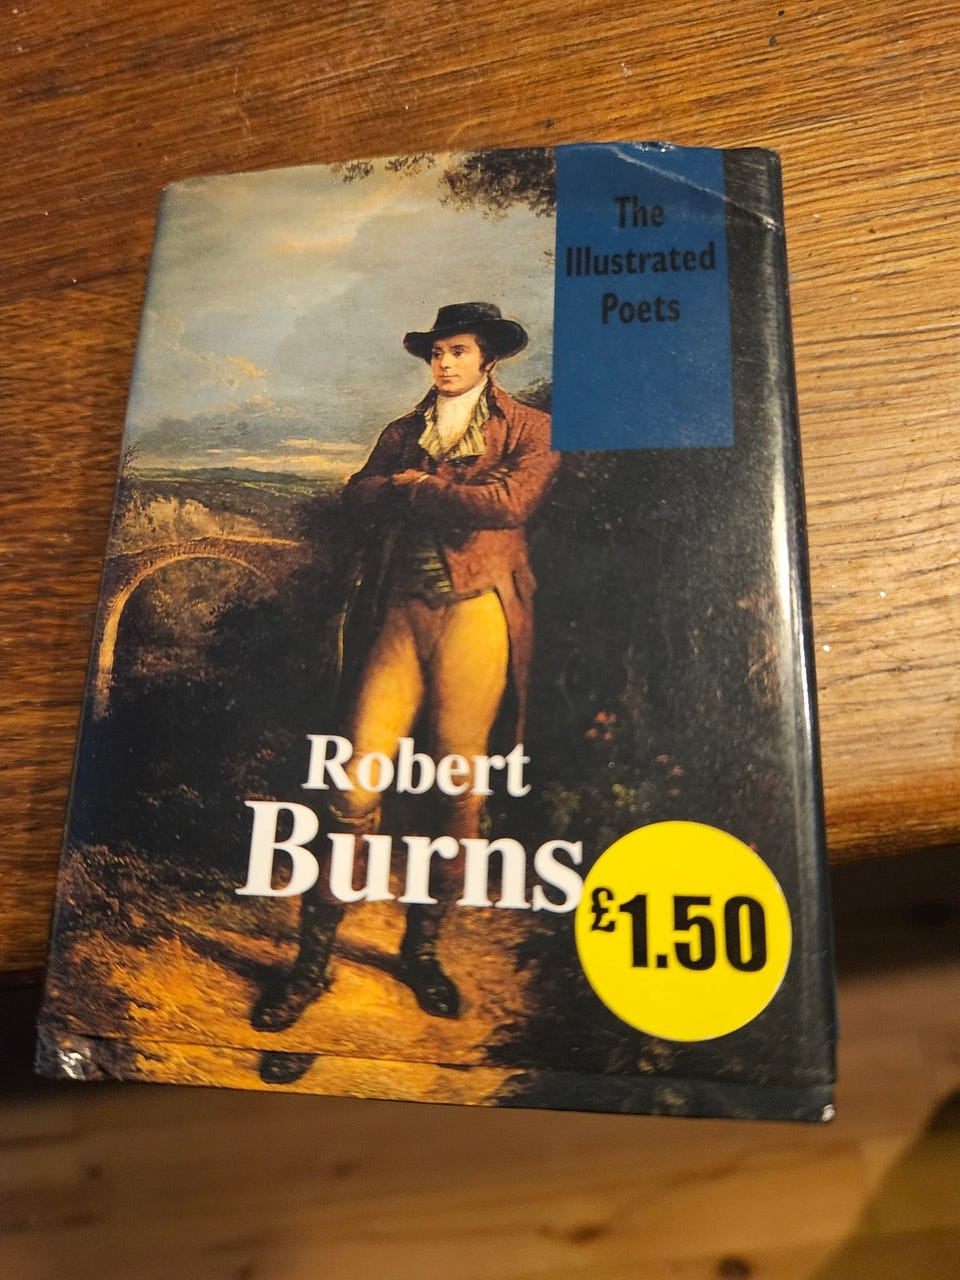 The
Illustrated
Poets
Robert
Burns
£1.50